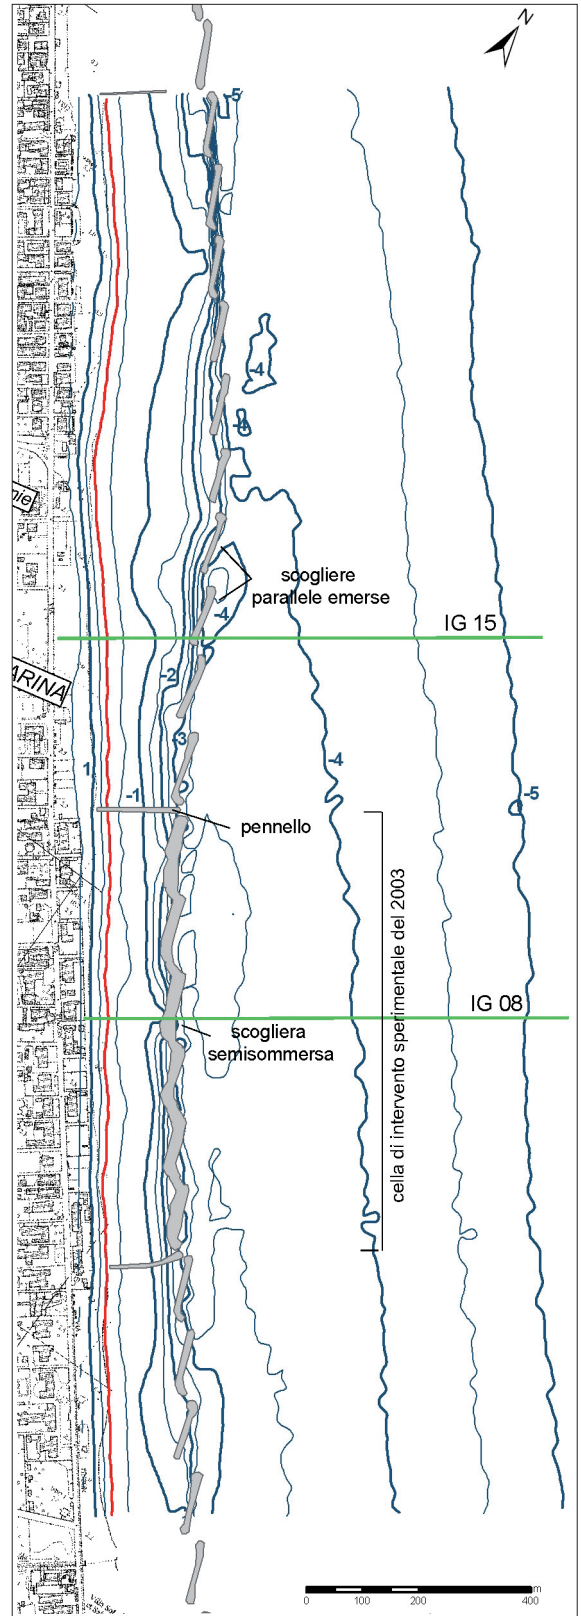 N
-5
-4
-4
nie
scogliere
parallele emerse
-4
IG 15
ARINA
-2
-3
-4
1
-1
-5
pennello
cella di intervento sperimentale del 2003
IG 08
scogliera
semisommersa
m
0 100 200 400